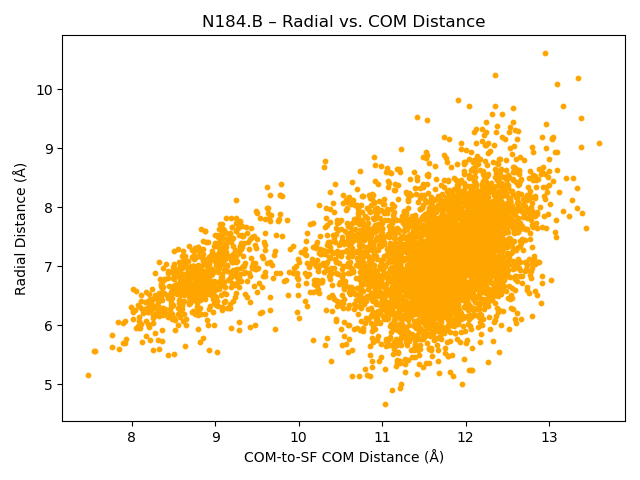 N184.B – Radial vs. COM Distance
Radial Distance (Å)
10
9
8
7
6
5
8 9 10 11 12 13
COM-to-SF COM Distance (Å)